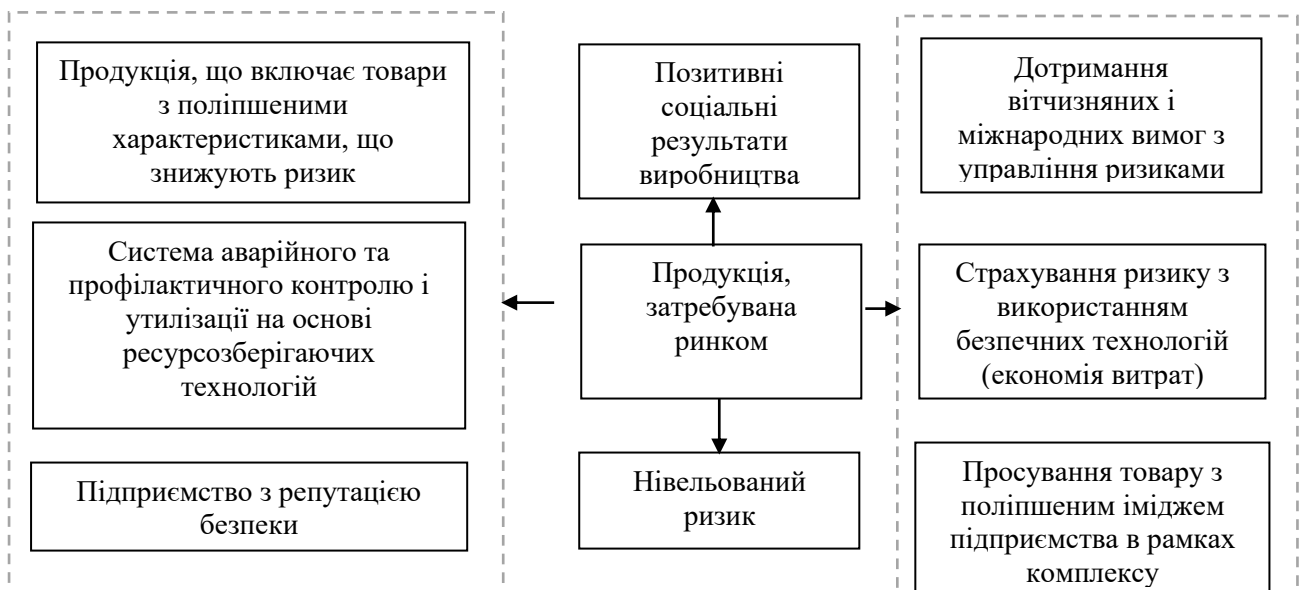 Продукція, що включає товари
з поліпшеними
характеристиками, що
знижують ризик
Система аварійного та
профілактичного контролю і
утилізації на основі
ресурсозберігаючих
технологій
Підприємство з репутацією
безпеки
Позитивні
соціальні
результати
виробництва
Продукція,
затребувана
ринком
Нівельований
ризик
Дотримання
вітчизняних і
міжнародних вимог з
управління ризиками
Страхування ризику з
використанням
безпечних технологій
(економія витрат)
Просування товару з
поліпшеним іміджем
підприємства в рамках
комплексу